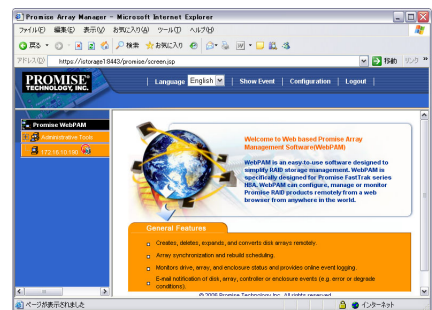 Promise Array Manager - Microsoft Internet Explorer
ファイル(F) 編集(E) 表示(V) お気に入り(A) ツール(T) ヘルプ(H)
戻る 検索 お気に入り
アドレス(D) https://istorage18443/promise/screen.jsp 移動 リンク »
PROMISE®
TECHNOLOGY, INC.
| Language English | Show Event | Configuration | Logout |
Promise WebPAM
Administrative Tools
172.16.10.190
Welcome to Web based Promise Array
Management Software(WebPAM)
WebPAM is an easy-to-use software designed to
simplify RAID storage management. WebPAM is
specifically designed for Promise FastTrak series
HBA. WebPAM can configure, manage or monitor
Promise RAID products remotely from a web
browser from anywhere in the world.
General Features
Creates, deletes, expands, and converts disk arrays remotely.
Array synchronization and rebuild scheduling.
Monitors drive, array, and enclosure status and provides online event logging.
E-mail notification of disk, array, controller or enclosure events (e.g. error or degrade
conditions).
© 2005 Promise Technology Inc. All rights reserved
ページが表示されました インターネット